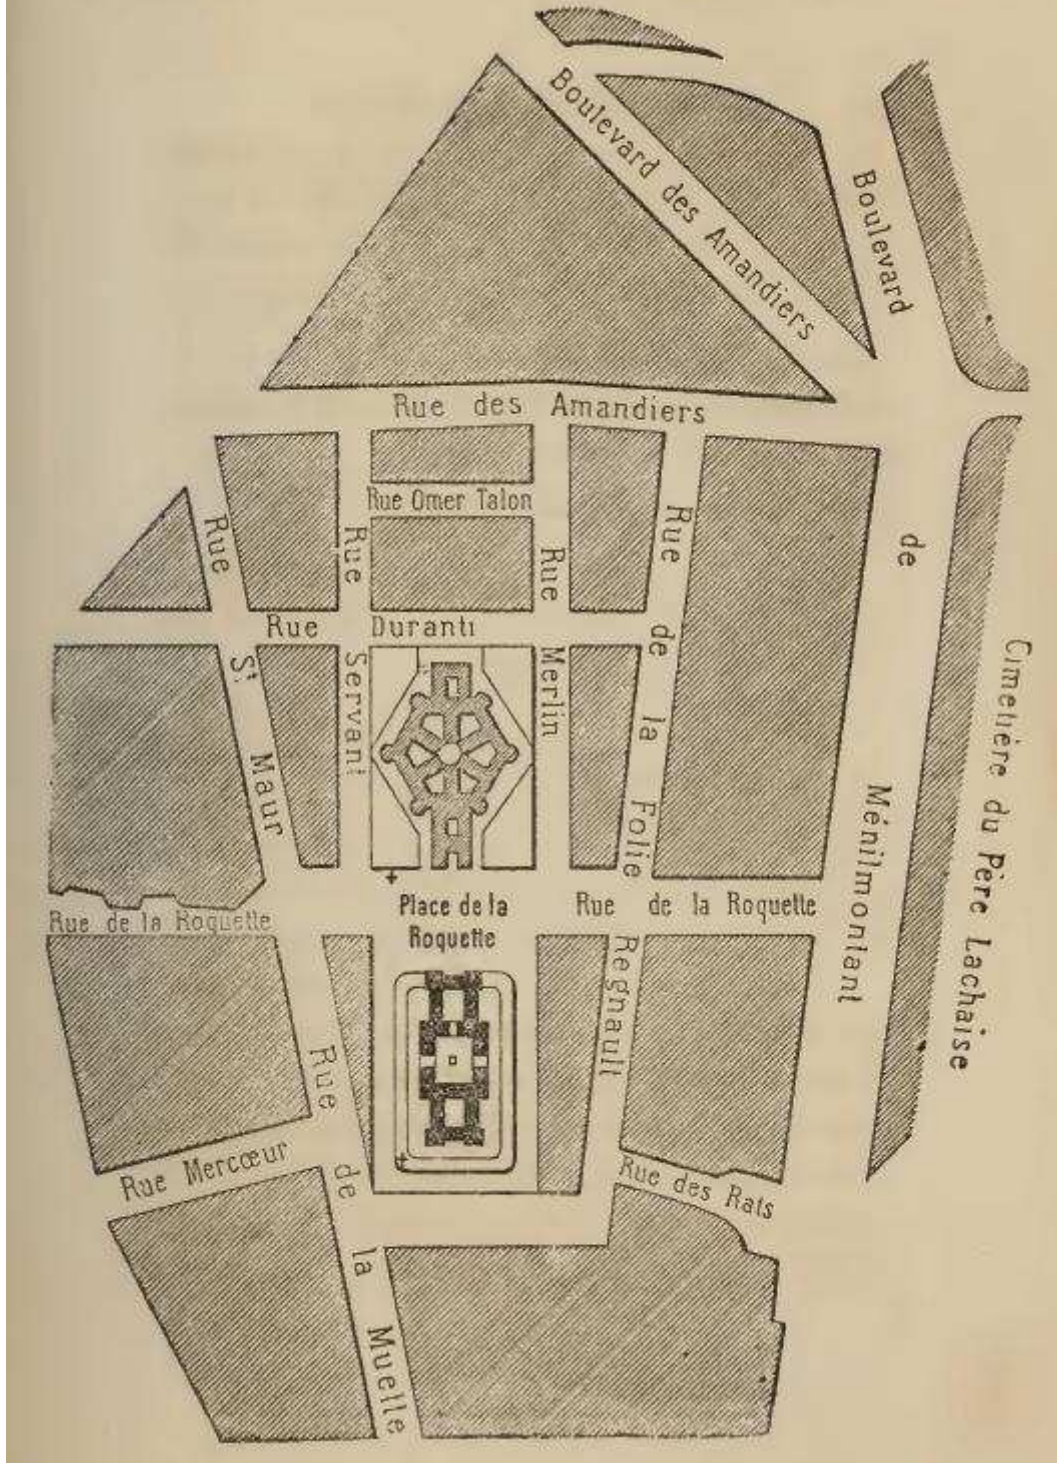 Boulevard des Amandiers
Boulevard de Ménilmontant
Rue des Amandiers
Rue Omer Talon
Rue St Maur
Rue Servant
Rue Merlin
Rue de la Folie Regnault
Rue Duranti
Cimetière du Père Lachaise
Place de la
Roquette
Rue de la Roquette
Rue de la Roquette
Rue Mercœur
Rue de la Muette
Rue des Rats